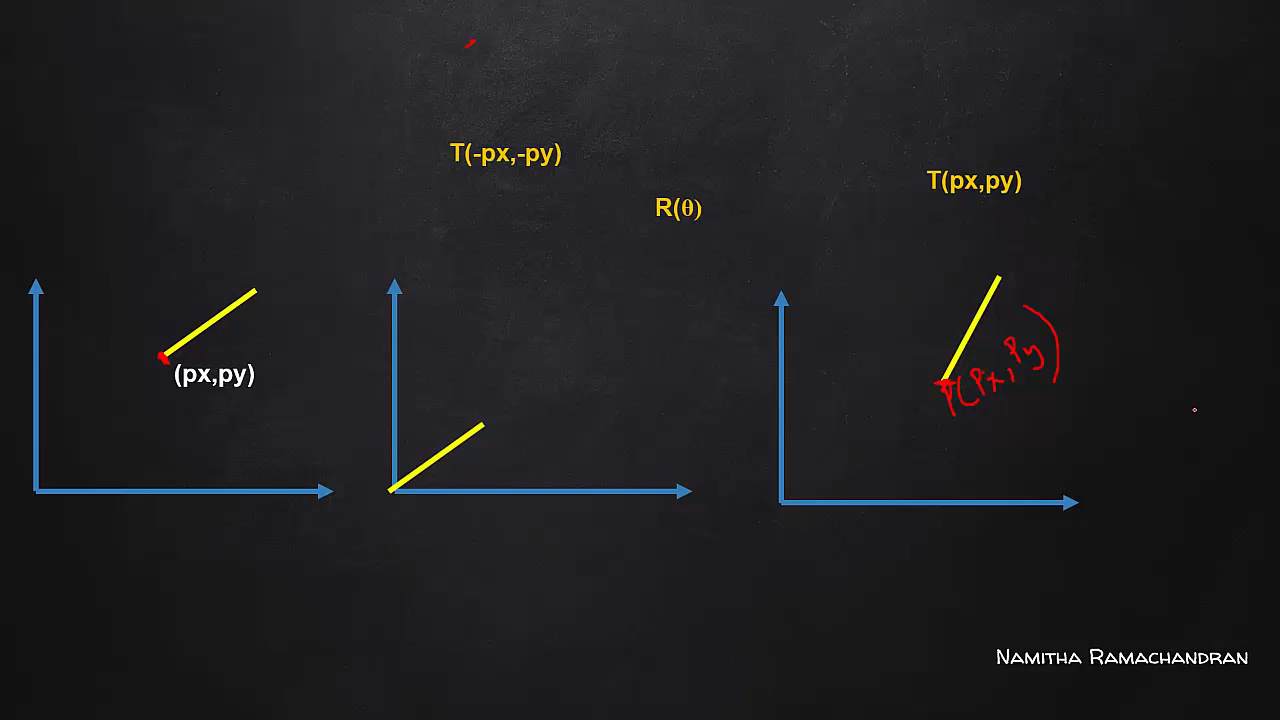 T(-px,-py)
T(px,py)
R(θ)
(px,py)
P(Px,Py)
Namitha Ramachandran